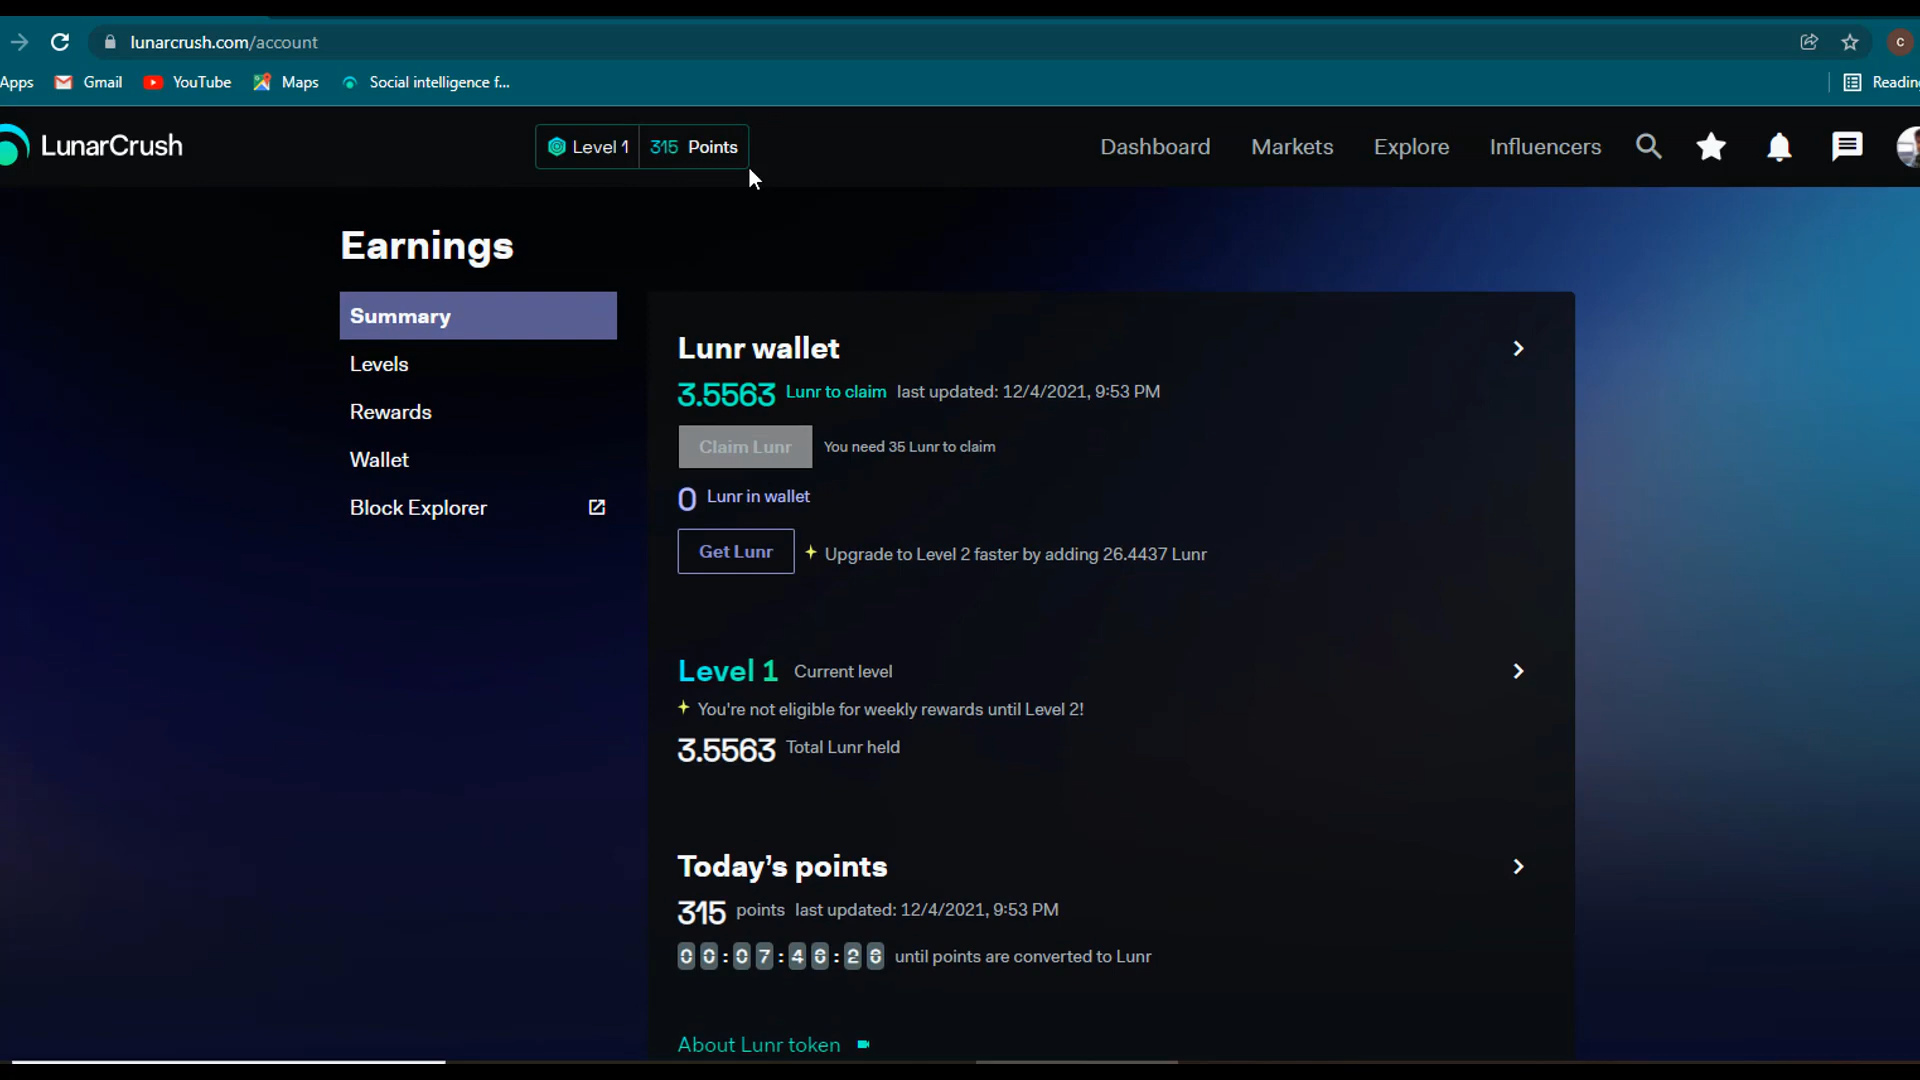 lunarcrush.com/account
C
Apps Gmail YouTube Maps Social intelligence f... Reading
LunarCrush Level 1 315 Points Dashboard Markets Explore Influencers
Earnings
Summary
Levels
Rewards
Wallet
Block Explorer
Lunr wallet
3.5563 Lunr to claim last updated: 12/4/2021, 9:53 PM
Claim Lunr You need 35 Lunr to claim
0 Lunr in wallet
Get Lunr Upgrade to Level 2 faster by adding 26.4437 Lunr
Level 1 Current level
You're not eligible for weekly rewards until Level 2!
3.5563 Total Lunr held
Today's points
315 points last updated: 12/4/2021, 9:53 PM
until points are converted to Lunr
About Lunr token